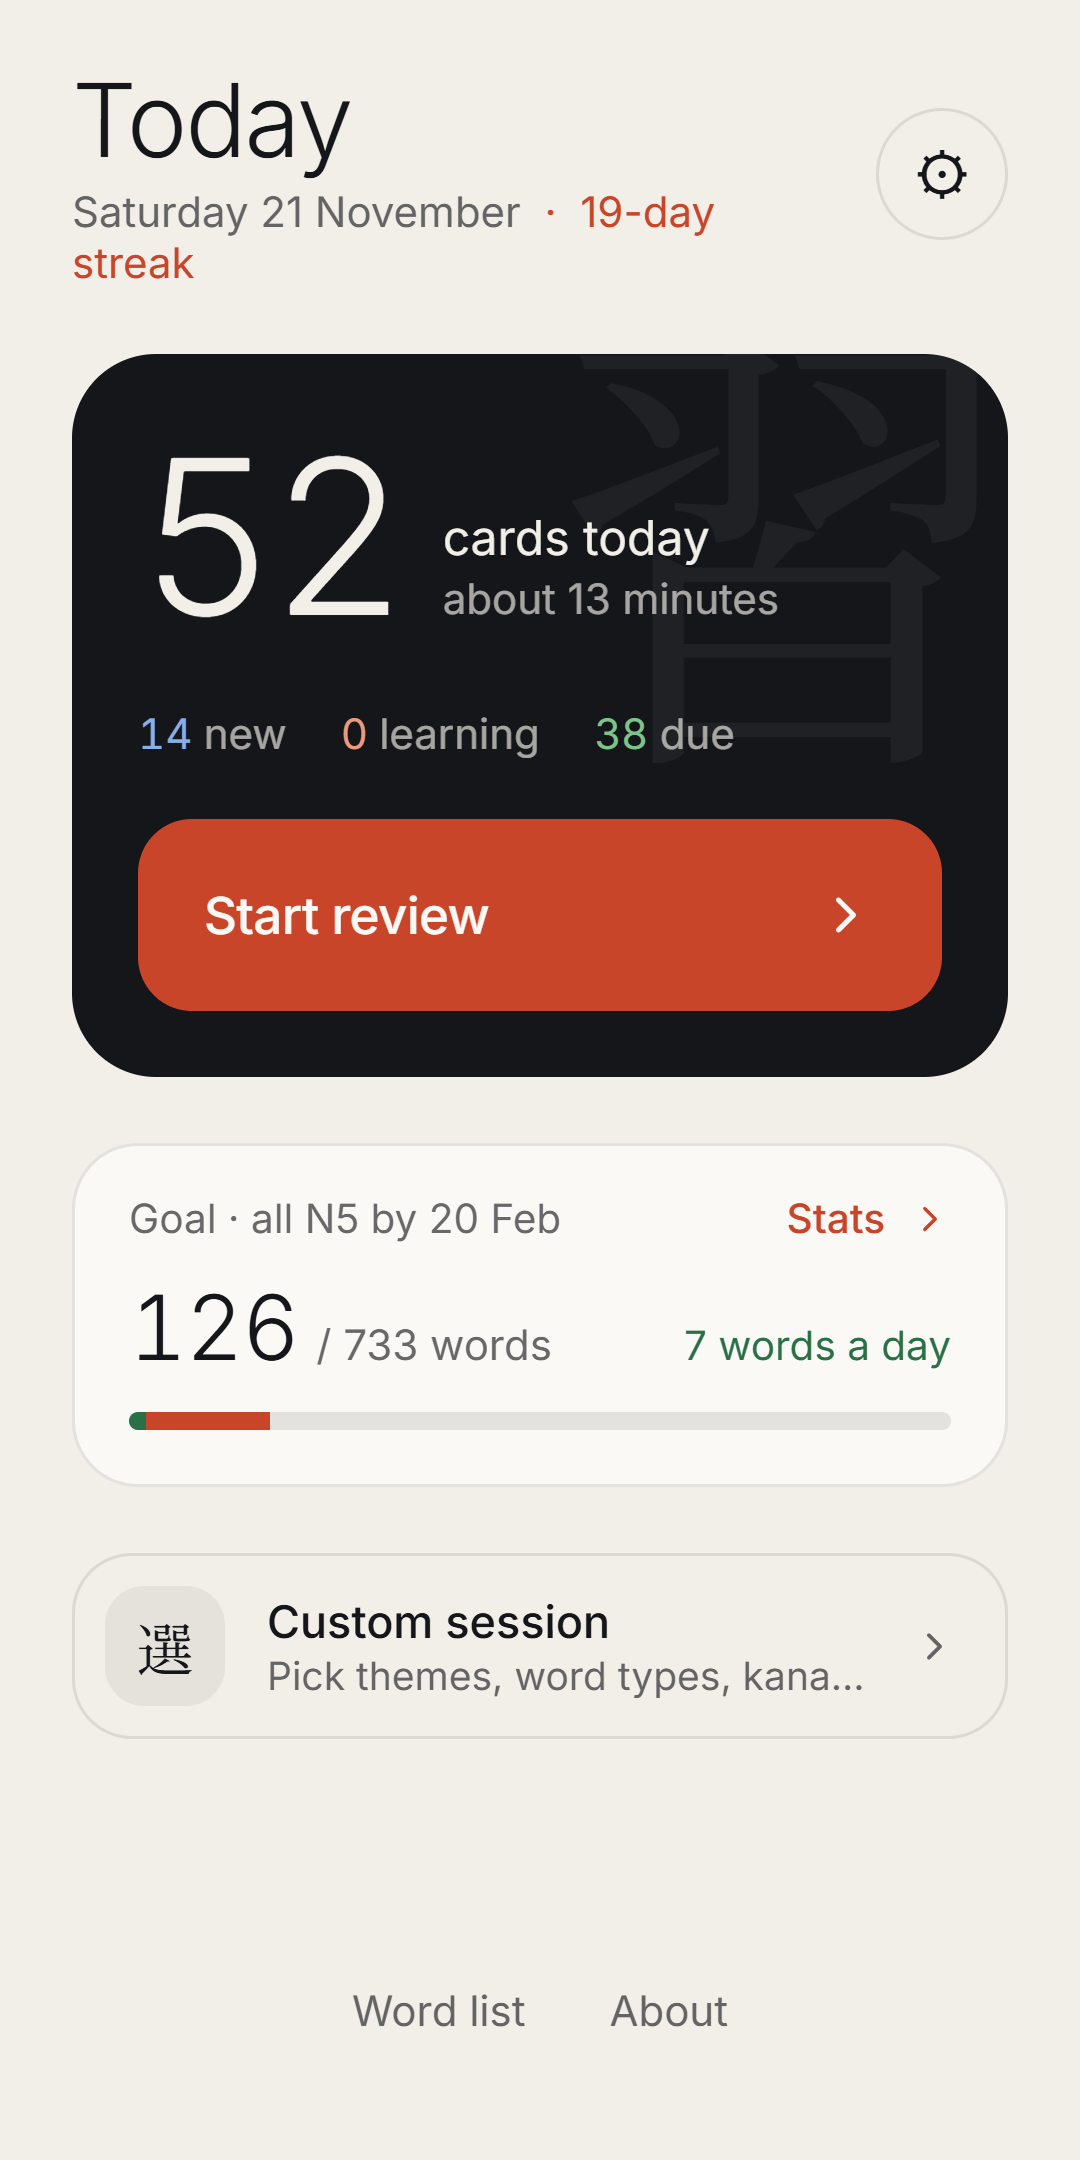 Today
Saturday 21 November · 19-day
streak
習
52
cards today
about 13 minutes
14 new 0 learning 38 due
Start review
Goal · all N5 by 20 Feb Stats
126 / 733 words 7 words a day
選
Custom session
Pick themes, word types, kana...
Word list About